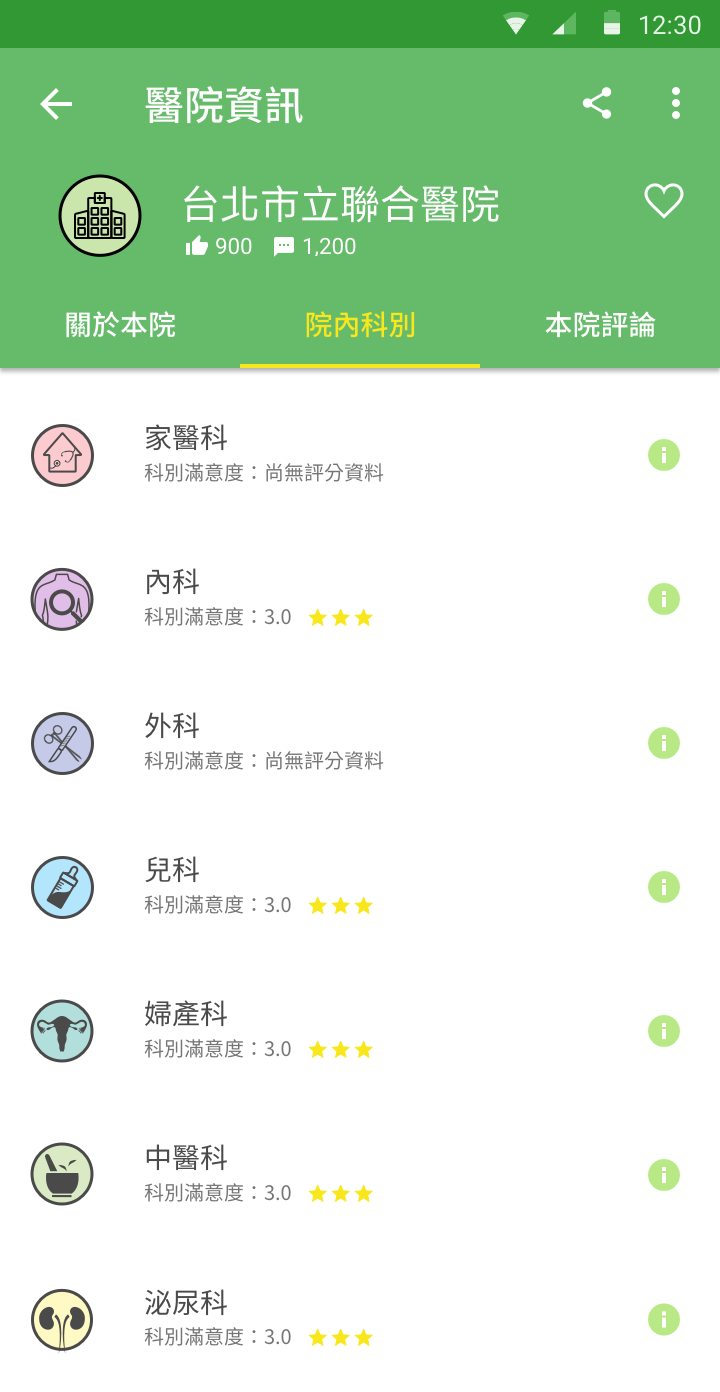 12:30
醫院資訊
台北市立聯合醫院
900 1,200
關於本院 院內科別 本院評論
家醫科
科別滿意度：尚無評分資料
內科
科別滿意度：3.0
外科
科別滿意度：尚無評分資料
兒科
科別滿意度：3.0
婦產科
科別滿意度：3.0
中醫科
科別滿意度：3.0
泌尿科
科別滿意度：3.0